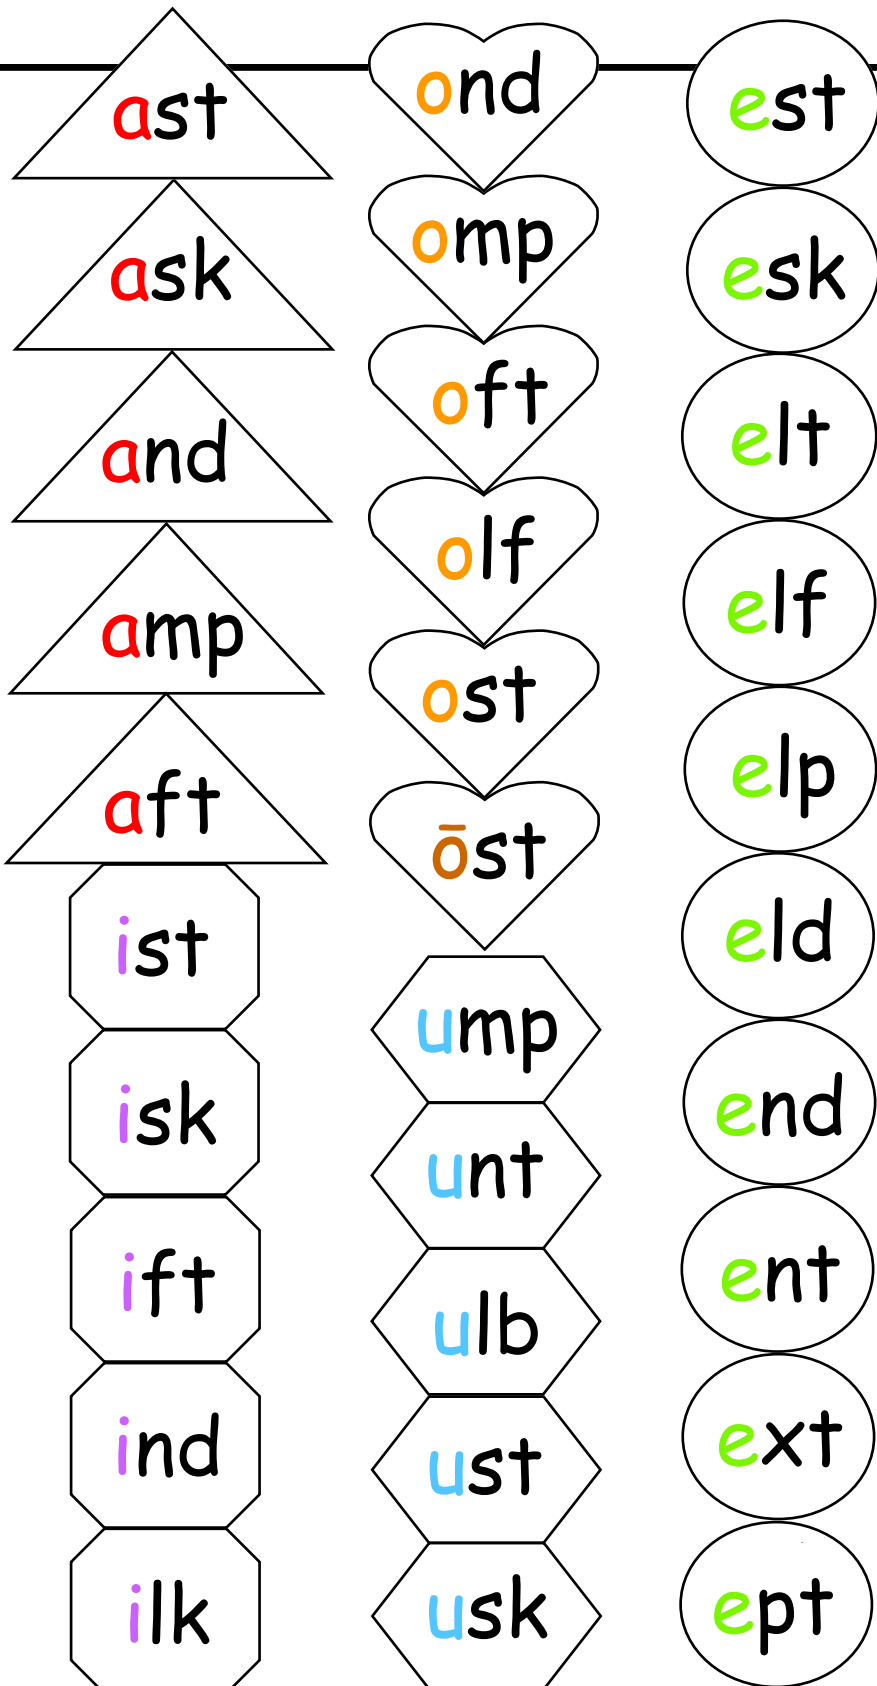 ast
ask
and
amp
aft
ist
isk
ift
ind
ilk
ond
omp
oft
olf
ost
ōst
ump
unt
ulb
ust
usk
est
esk
elt
elf
elp
eld
end
ent
ext
ept